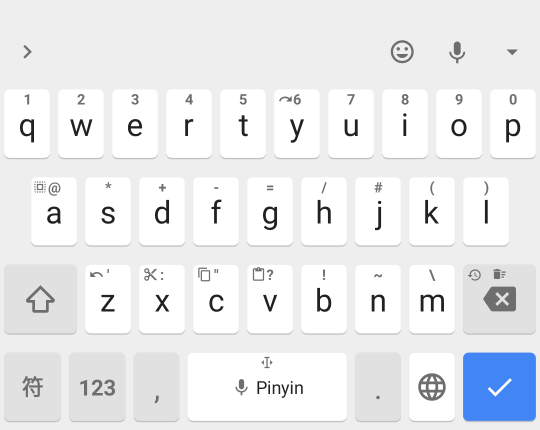 1 2 3 4 5 6 7 8 9 0
q w e r t y u i o p
@ * + - = / # ( )
a s d f g h j k l
' : " ? ! ~ \
z x c v b n m
符 123 , Pinyin .